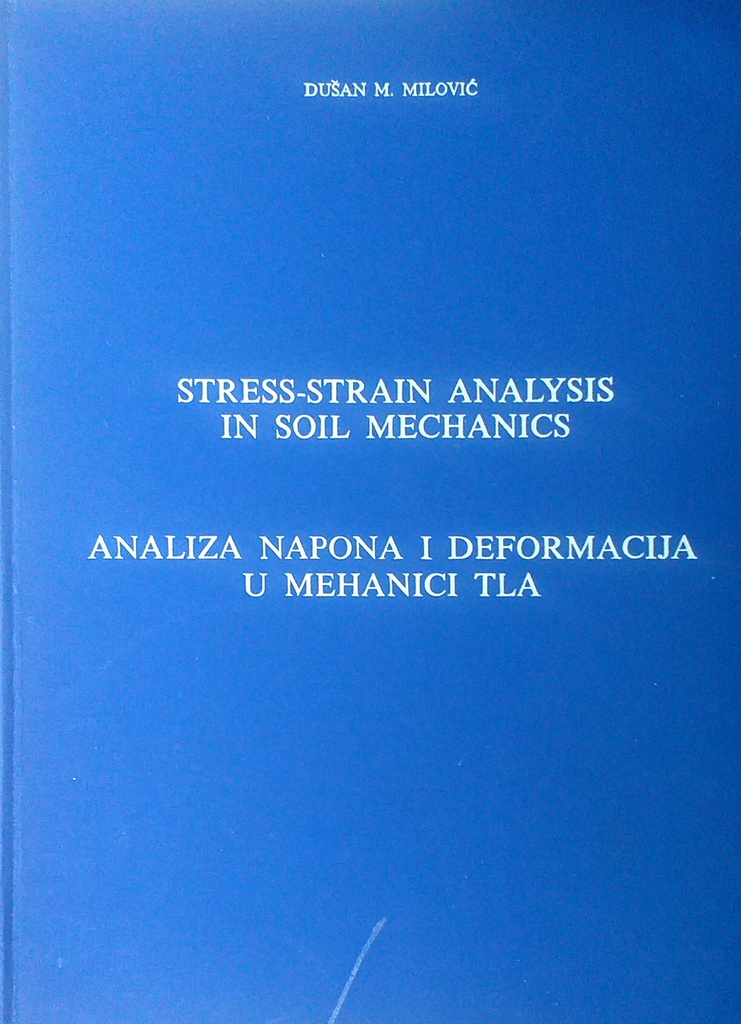 DUŠAN M. MILOVIĆ
STRESS-STRAIN ANALYSIS
IN SOIL MECHANICS
ANALIZA NAPONA I DEFORMACIJA
U MEHANICI TLA